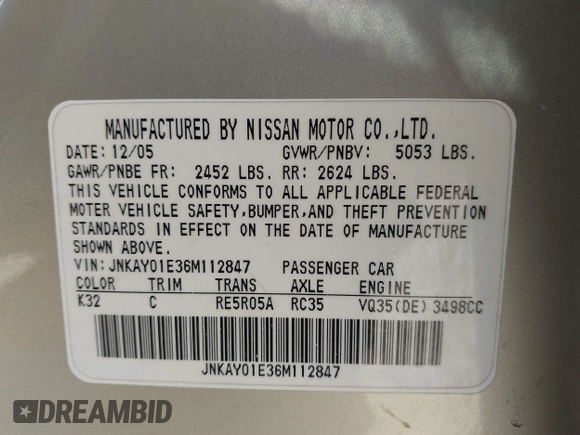 MANUFACTURED BY NISSAN MOTOR CO.,LTD.
DATE: 12/05 GVWR/PNBV: 5053 LBS.
GAWR/PNBE FR: 2452 LBS. RR: 2624 LBS.
THIS VEHICLE CONFORMS TO ALL APPLICABLE FEDERAL
MOTER VEHICLE SAFETY,BUMPER,AND THEFT PREVENTION
STANDARDS IN EFFECT ON THE DATE OF MANUFACTURE
SHOWN ABOVE.
VIN: JNKAY01E36M112847 PASSENGER CAR
COLOR TRIM TRANS AXLE ENGINE
K32 C RE5R05A RC35 VQ35(DE) 3498CC
JNKAY01E36M112847
DREAMBID